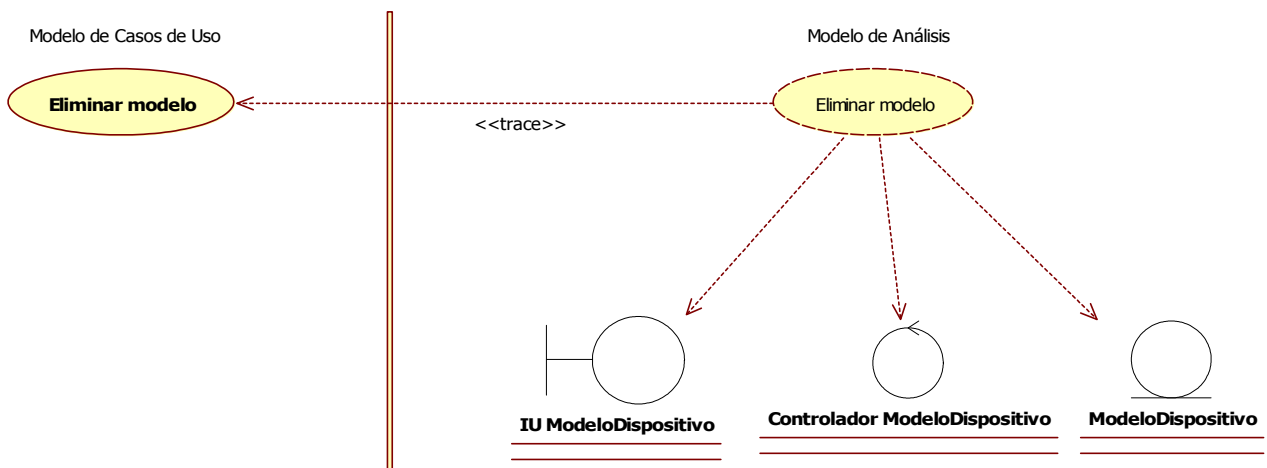 Modelo de Casos de Uso
Modelo de Análisis
Eliminar modelo
Eliminar modelo
<<trace>>
IU ModeloDispositivo
Controlador ModeloDispositivo
ModeloDispositivo